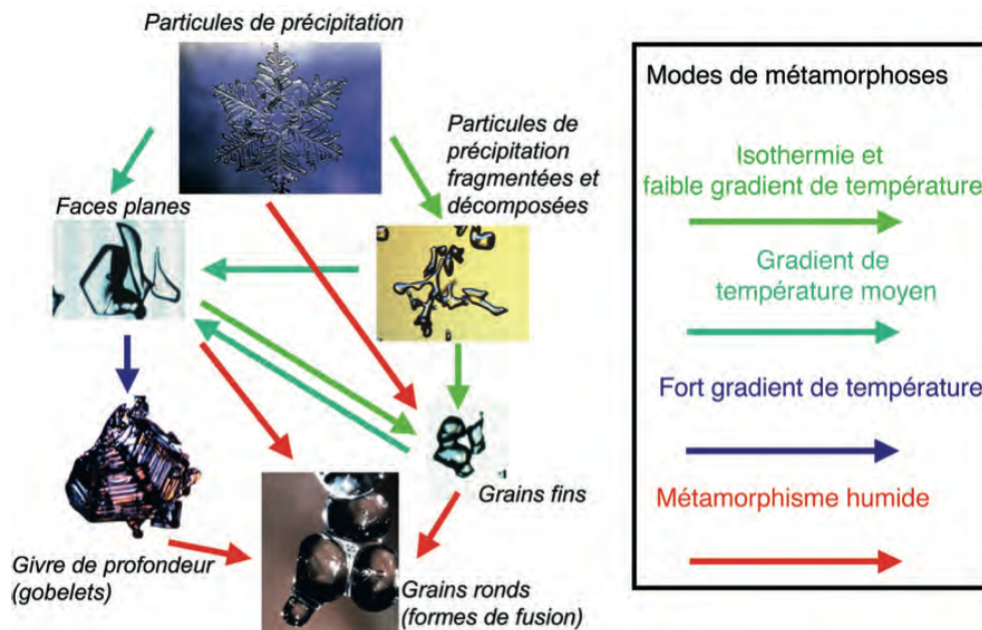 Particules de précipitation
Particules de
précipitation
fragmentées et
décomposées
Faces planes
Grains fins
Givre de profondeur
(gobelets)
Grains ronds
(formes de fusion)
Modes de métamorphoses
Isothermie et
faible gradient de température
Gradient de
température moyen
Fort gradient de température
Métamorphisme humide